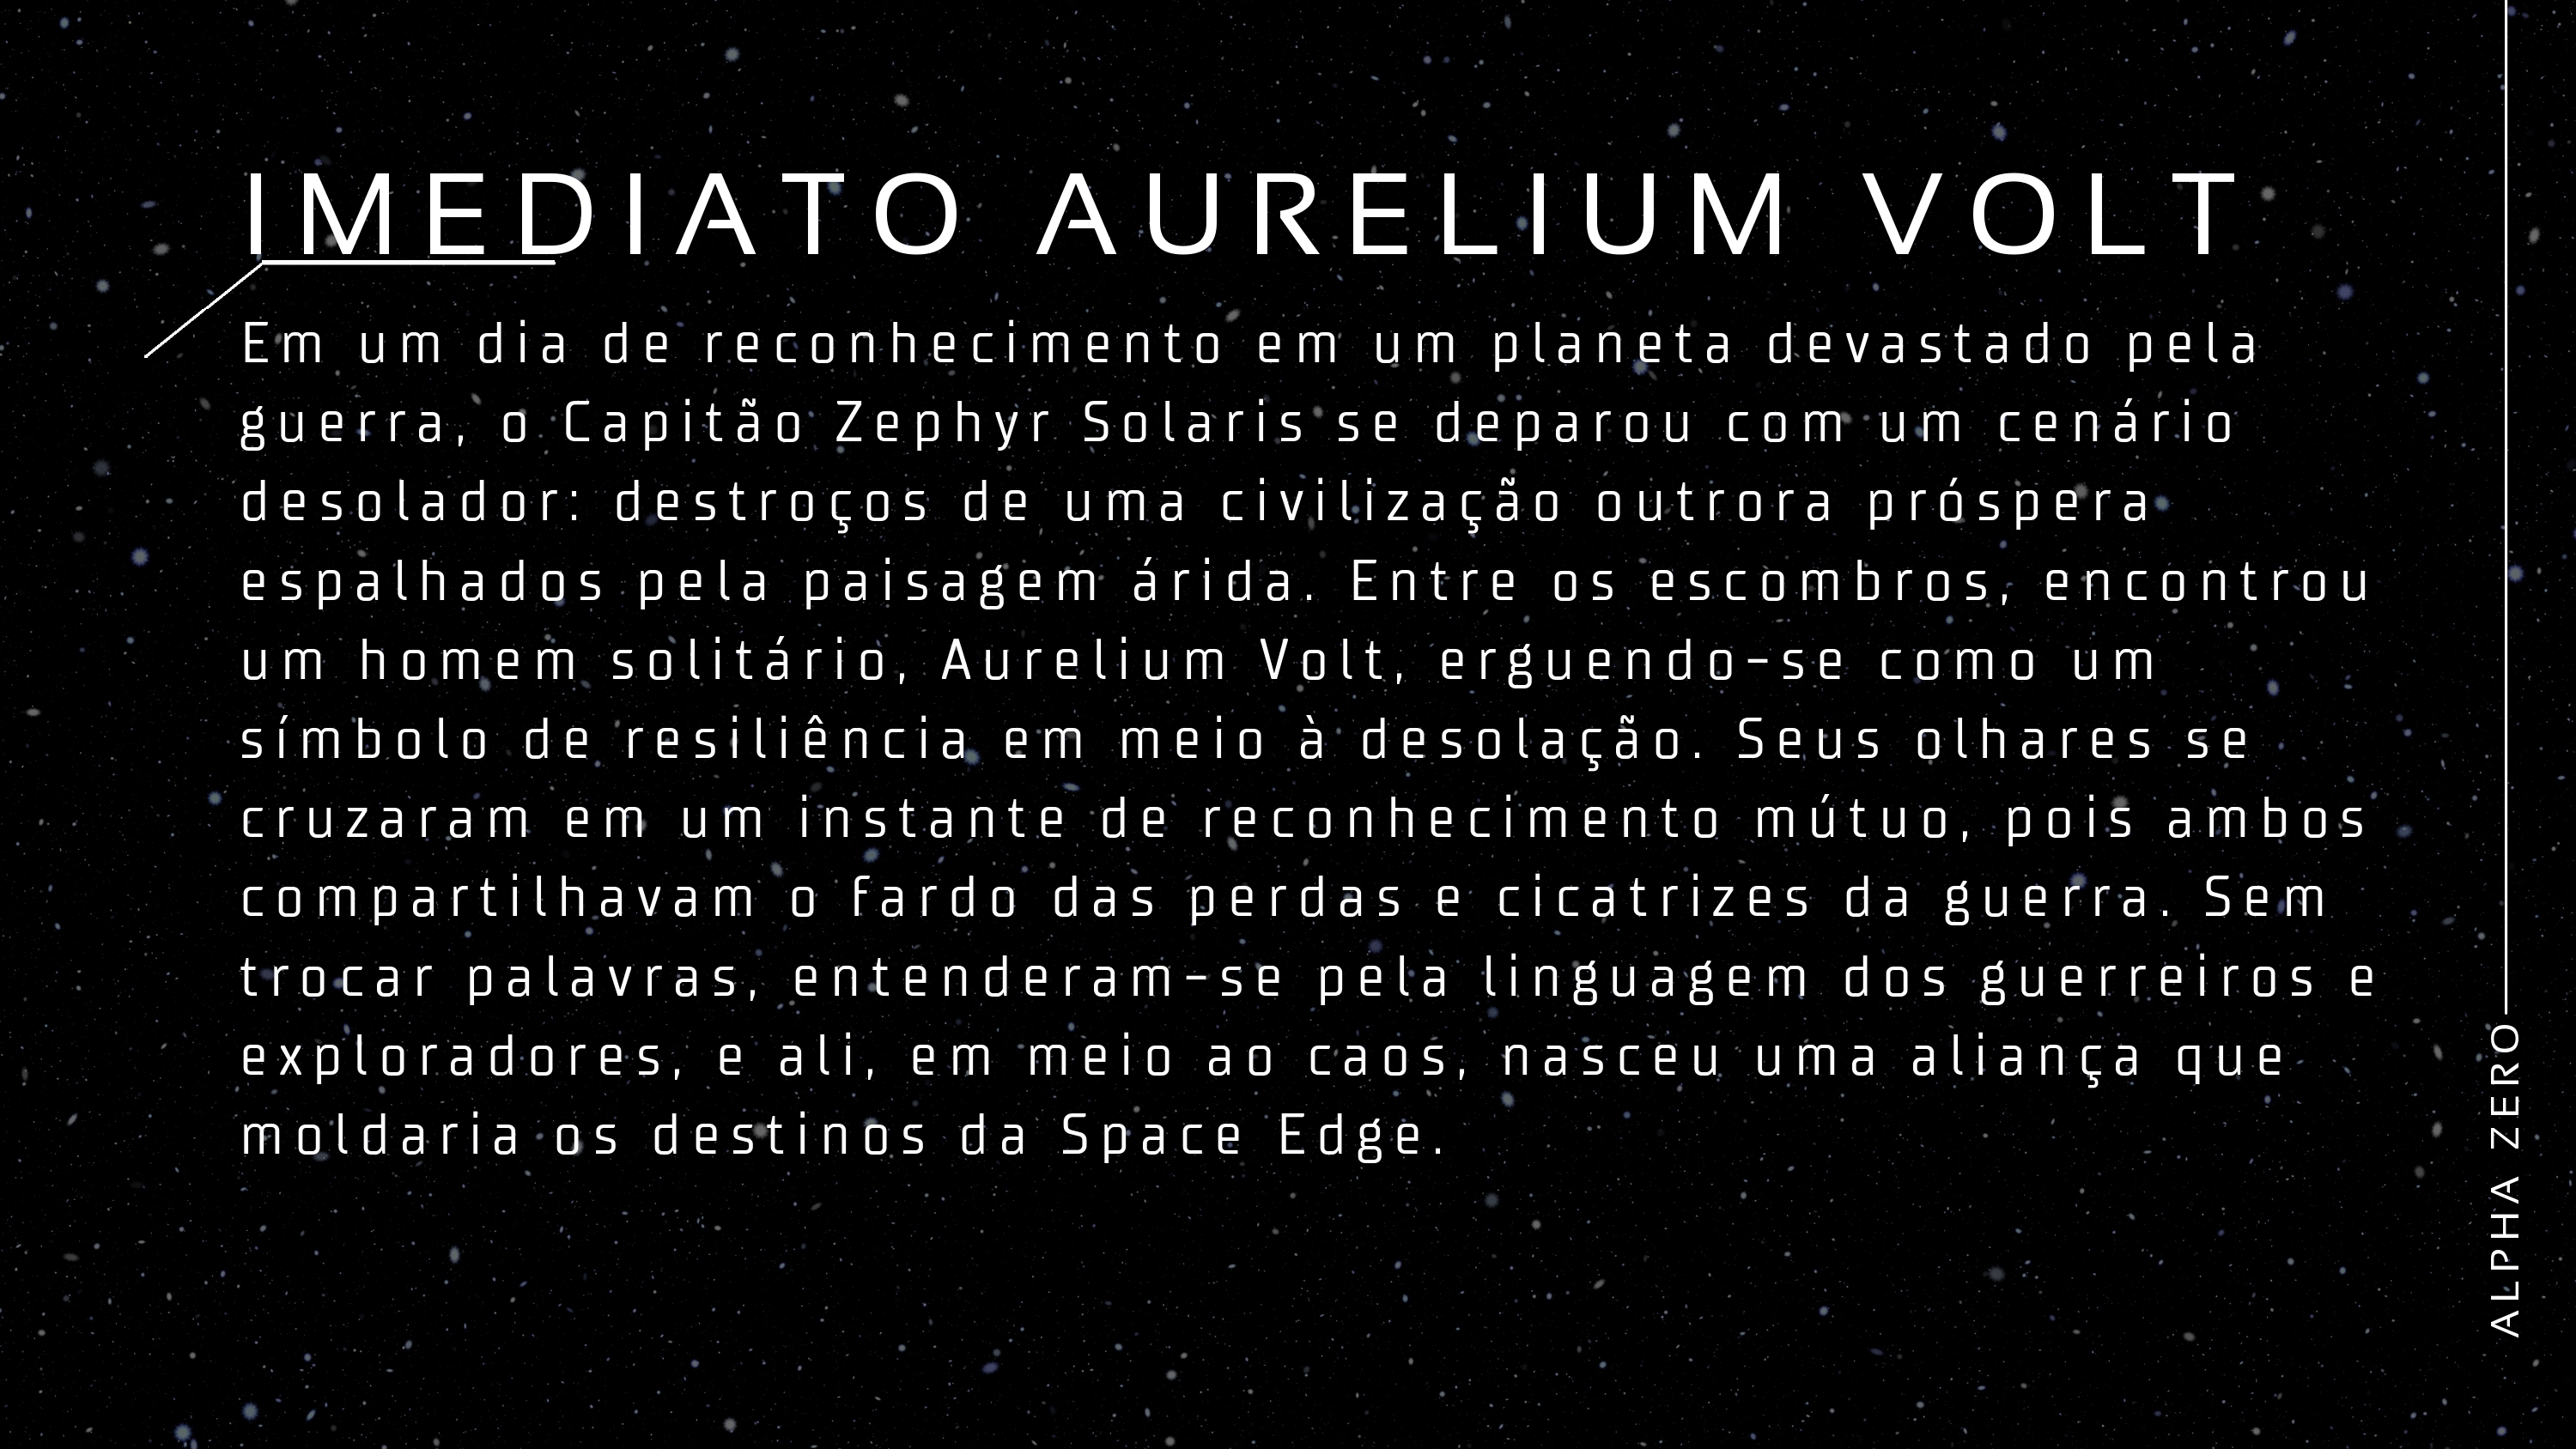 IMEDIATO AURELIUM VOLT
Em um dia de reconhecimento em um planeta devastado pela
guerra, o Capitão Zephyr Solaris se deparou com um cenário
desolador: destroços de uma civilização outrora próspera
espalhados pela paisagem árida. Entre os escombros, encontrou
um homem solitário, Aurelium Volt, erguendo-se como um
símbolo de resiliência em meio à desolação. Seus olhares se
cruzaram em um instante de reconhecimento mútuo, pois ambos
compartilhavam o fardo das perdas e cicatrizes da guerra. Sem
trocar palavras, entenderam-se pela linguagem dos guerreiros e
exploradores, e ali, em meio ao caos, nasceu uma aliança que
moldaria os destinos da Space Edge.
ALPHA ZERO